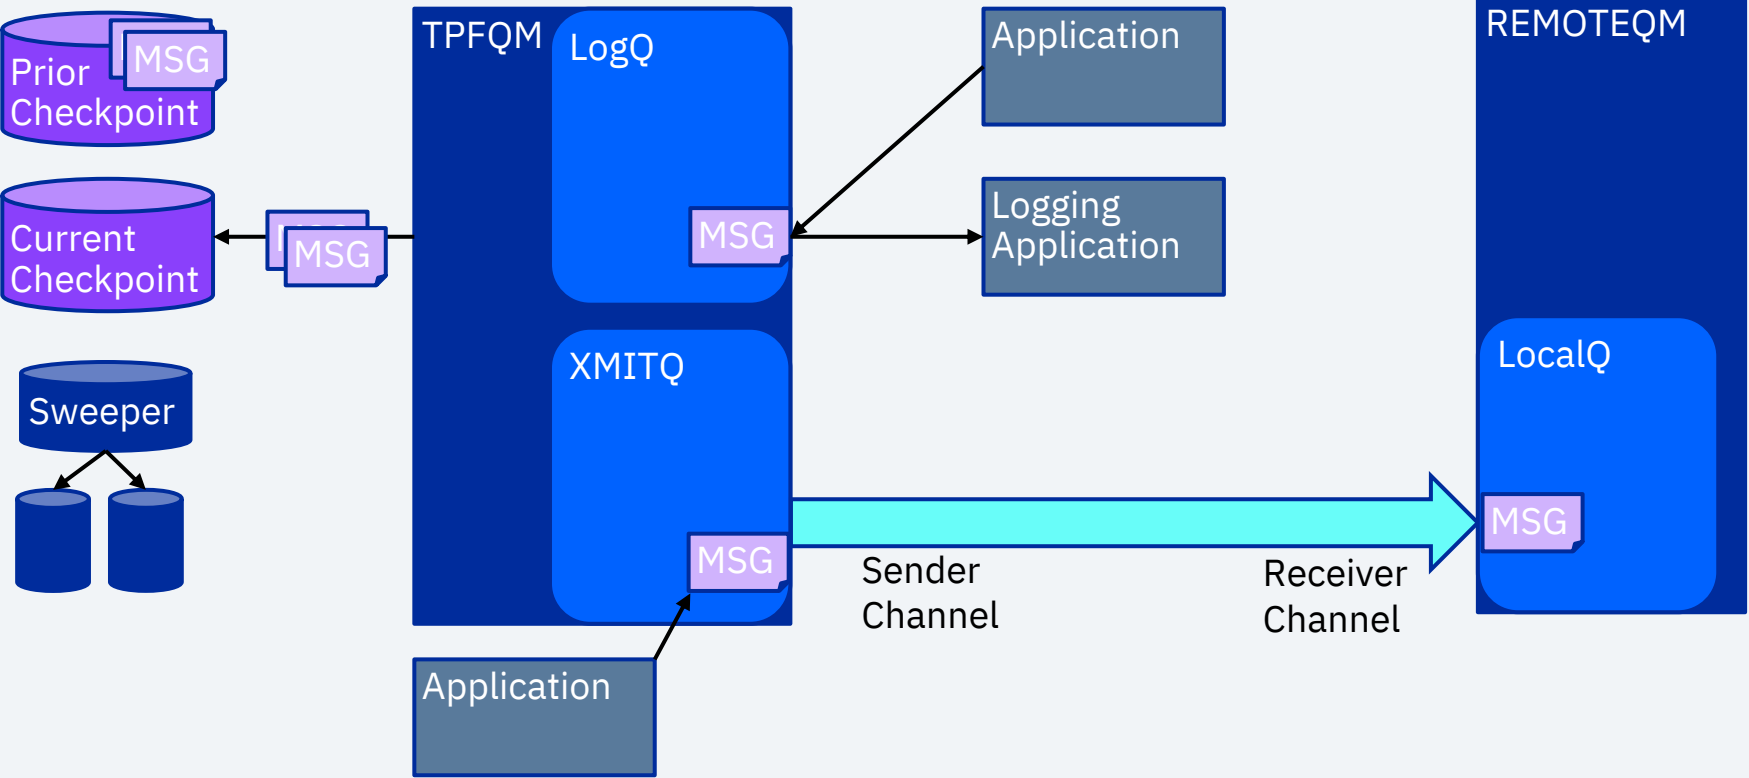 MSG
Prior
Checkpoint
Current
Checkpoint
MSG
Sweeper
TPFQM
LogQ
MSG
XMITQ
MSG
Application
Application
Logging
Application
Sender
Channel
Receiver
Channel
REMOTEQM
LocalQ
MSG